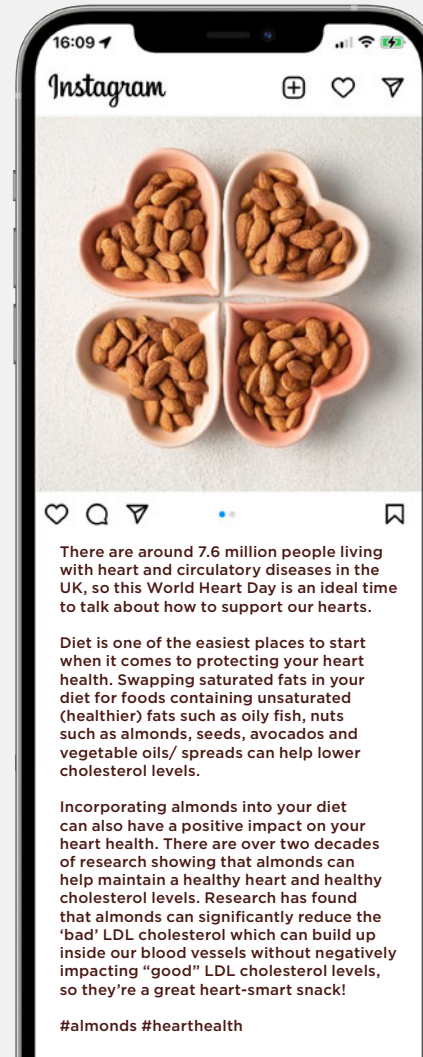 16:09
Instagram
There are around 7.6 million people living
with heart and circulatory diseases in the
UK, so this World Heart Day is an ideal time
to talk about how to support our hearts.
Diet is one of the easiest places to start
when it comes to protecting your heart
health. Swapping saturated fats in your
diet for foods containing unsaturated
(healthier) fats such as oily fish, nuts
such as almonds, seeds, avocados and
vegetable oils/ spreads can help lower
cholesterol levels.
Incorporating almonds into your diet
can also have a positive impact on your
heart health. There are over two decades
of research showing that almonds can
help maintain a healthy heart and healthy
cholesterol levels. Research has found
that almonds can significantly reduce the
‘bad’ LDL cholesterol which can build up
inside our blood vessels without negatively
impacting “good” LDL cholesterol levels,
so they’re a great heart-smart snack!
#almonds #hearthealth